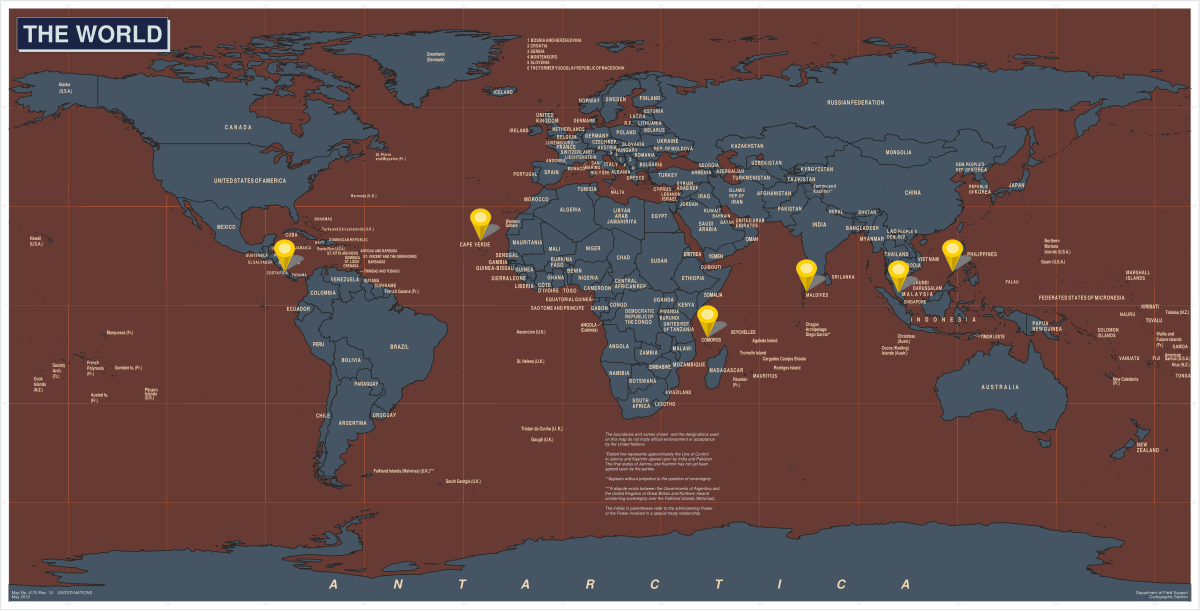 THE WORLD
1 BOSNIA AND HERZEGOVINA
2 CROATIA
3 SERBIA
4 MONTENEGRO
5 SLOVENIA
6 THE FORMER YUGOSLAV REPUBLIC OF MACEDONIA
Greenland
(Denmark)
Alaska
(U.S.A.)
ICELAND
CANADA
NORWAY
SWEDEN
FINLAND
RUSSIAN FEDERATION
ESTONIA
LATVIA
R.F.
LITHUANIA
BELARUS
UNITED
KINGDOM
DENMARK
IRELAND
NETHERLANDS
BELGIUM
LUXEMBOURG
GERMANY
POLAND
CZECH REP.
SLOVAKIA
UKRAINE
FRANCE
SWITZERLAND
LIECHTENSTEIN
AUSTRIA
HUNGARY
REP. OF MOLDOVA
ROMANIA
ANDORRA
MONACO
SAN
MARINO
HOLY SEE
ITALY
ALBANIA
BULGARIA
GREECE
PORTUGAL
SPAIN
TURKEY
GEORGIA
ARMENIA
AZERBAIJAN
KAZAKHSTAN
UZBEKISTAN
TURKMENISTAN
KYRGYZSTAN
TAJIKISTAN
MONGOLIA
DEM. PEOPLE'S
REP. OF KOREA
REPUBLIC
OF KOREA
JAPAN
CHINA
St. Pierre
and Miquelon (Fr.)
UNITED STATES OF AMERICA
Bermuda (U.K.)
MEXICO
BAHAMAS
Turks and Caicos Islands (U.K.)
CUBA
HAITI
DOMINICAN REPUBLIC
JAMAICA
Puerto Rico (U.S.A.)
ANTIGUA AND BARBUDA
ST. KITTS AND NEVIS
ST. VINCENT AND THE GRENADINES
DOMINICA
ST. LUCIA
BARBADOS
GRENADA
TRINIDAD AND TOBAGO
GUATEMALA
EL SALVADOR
COSTA RICA
PANAMA
VENEZUELA
GUYANA
SURINAME
French Guiana (Fr.)
COLOMBIA
ECUADOR
PERU
BRAZIL
BOLIVIA
PARAGUAY
CHILE
ARGENTINA
URUGUAY
Falkland Islands (Malvinas) (U.K.)***
South Georgia (U.K.)
Hawaii
(U.S.A.)
Marquesas (Fr.)
Society
Arch.
(Fr.)
French
Polynesia
(Fr.)
Gambier Is. (Fr.)
Cook
Islands
(N.Z.)
Austral Is.
(Fr.)
Pitcairn
Islands
(U.K.)
TUNISIA
MALTA
MOROCCO
ALGERIA
LIBYAN
ARAB
JAMAHIRIYA
EGYPT
Western
Sahara
CAPE VERDE
MAURITANIA
MALI
NIGER
CHAD
SUDAN
ERITREA
SENEGAL
GAMBIA
GUINEA-BISSAU
GUINEA
SIERRA LEONE
LIBERIA
CÔTE
D'IVOIRE
BURKINA
FASO
GHANA
TOGO
BENIN
NIGERIA
CAMEROON
CENTRAL
AFRICAN REP.
DJIBOUTI
ETHIOPIA
SOMALIA
EQUATORIAL GUINEA
SAO TOME AND PRINCIPE
GABON
CONGO
DEMOCRATIC
REPUBLIC OF
THE CONGO
UGANDA
KENYA
RWANDA
BURUNDI
UNITED REP.
OF TANZANIA
ANGOLA
(Cabinda)
ANGOLA
ZAMBIA
MALAWI
MOZAMBIQUE
ZIMBABWE
NAMIBIA
BOTSWANA
SWAZILAND
SOUTH
AFRICA
LESOTHO
MADAGASCAR
COMOROS
SEYCHELLES
Agalega Island
Tromelin Island
Cargados Carajos Shoals
Rodrigues Island
MAURITIUS
Réunion
(Fr.)
Ascension (U.K.)
St. Helena (U.K.)
Tristan da Cunha (U.K.)
Gough (U.K.)
CYPRUS
LEBANON
ISRAEL
SYRIAN
ARAB REP.
JORDAN
IRAQ
ISLAMIC
REP. OF
IRAN
KUWAIT
BAHRAIN
QATAR
UNITED ARAB
EMIRATES
SAUDI
ARABIA
OMAN
YEMEN
AFGHANISTAN
Jammu and
Kashmir*
PAKISTAN
INDIA
NEPAL
BHUTAN
BANGLADESH
MYANMAR
LAO PEOPLE'S
DEM. REP.
THAILAND
VIETNAM
PHILIPPINES
SRI LANKA
MALDIVES
Chagos
Archipelago/
Diego Garcia**
BRUNEI
DARUSSALAM
MALAYSIA
SINGAPORE
INDONESIA
TIMOR LESTE
Christmas
(Austr.)
Cocos (Keeling)
Islands (Austr.)
PALAU
Northern
Mariana
Islands (U.S.A.)
Guam (U.S.A.)
FEDERATED STATES OF MICRONESIA
MARSHALL
ISLANDS
KIRIBATI
NAURU
TUVALU
Tokelau (N.Z.)
PAPUA
NEW GUINEA
SOLOMON
ISLANDS
Wallis and
Futuna Islands
(Fr.)
SAMOA
American
Samoa (U.S.A.)
VANUATU
FIJI
Niue (N.Z.)
TONGA
New Caledonia
(Fr.)
AUSTRALIA
NEW
ZEALAND
The boundaries and names shown and the designations used
on this map do not imply official endorsement or acceptance
by the United Nations.
*Dotted line represents approximately the Line of Control
in Jammu and Kashmir agreed upon by India and Pakistan.
The final status of Jammu and Kashmir has not yet been
agreed upon by the parties.
**Appears without prejudice to the question of sovereignty.
***A dispute exists between the Governments of Argentina and
the United Kingdom of Great Britain and Northern Ireland
concerning sovereignty over the Falkland Islands (Malvinas).
The initials in parentheses refer to the administering Power
or the Power involved in a special treaty relationship.
ANTARCTICA
Map No. 4170 Rev. 10 UNITED NATIONS
May 2010
Department of Field Support
Cartographic Section